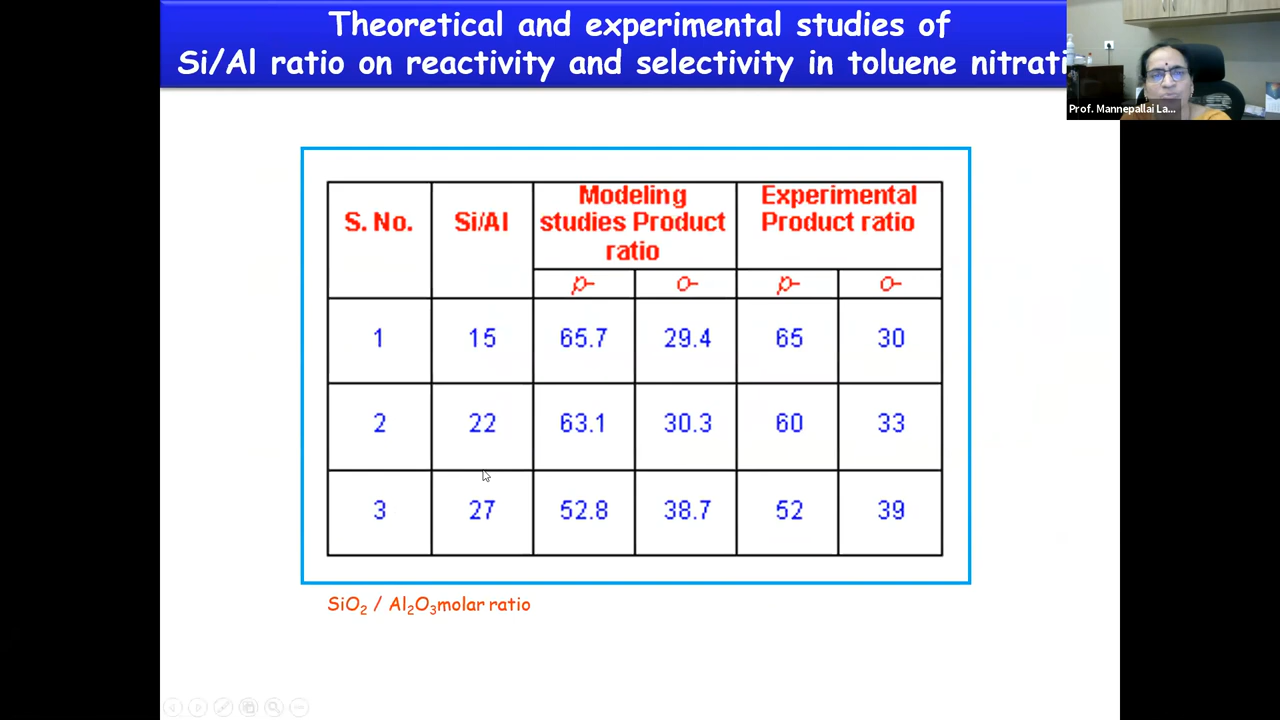 Theoretical and experimental studies of
Si/Al ratio on reactivity and selectivity in toluene nitrati
Prof. Mannepallai La...
S. No. Si/Al Modeling studies Product ratio Experimental Product ratio
p- o- p- o-
1 15 65.7 29.4 65 30
2 22 63.1 30.3 60 33
3 27 52.8 38.7 52 39
SiO₂ / Al₂O₃molar ratio